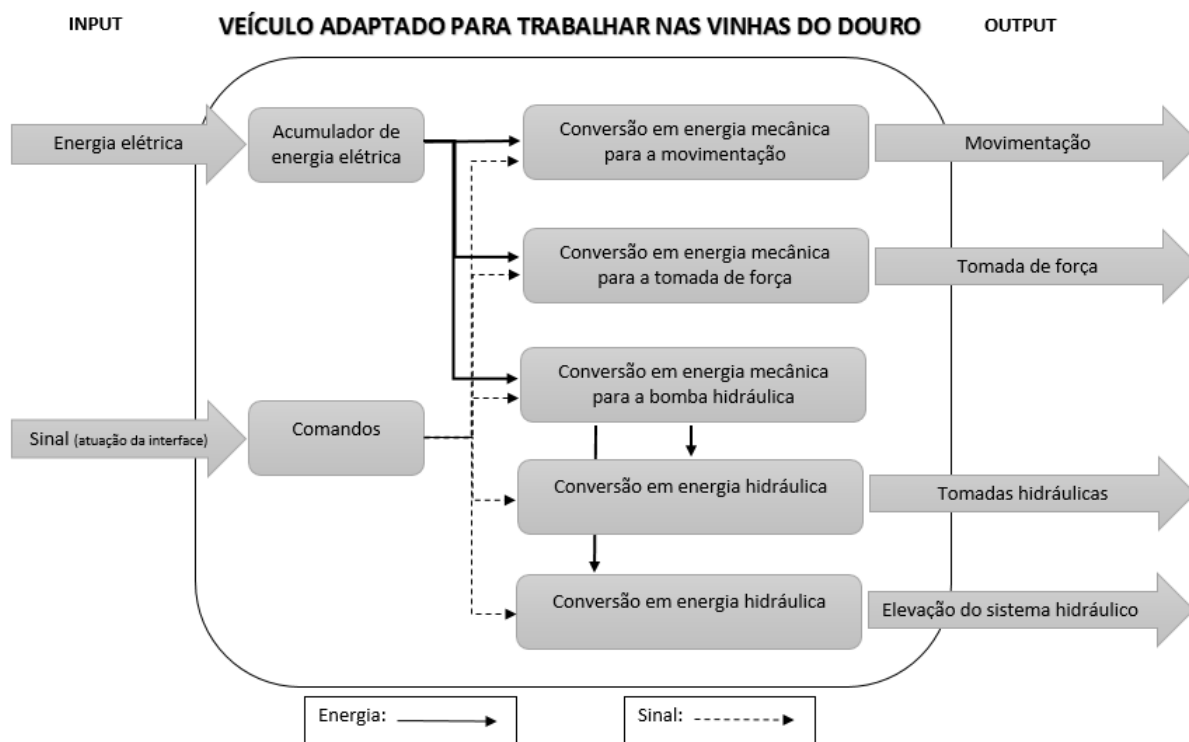 INPUT
VEÍCULO ADAPTADO PARA TRABALHAR NAS VINHAS DO DOURO
OUTPUT
Energia elétrica
Acumulador de
energia elétrica
Conversão em energia mecânica
para a movimentação
Movimentação
Conversão em energia mecânica
para a tomada de força
Tomada de força
Conversão em energia mecânica
para a bomba hidráulica
Sinal (atuação da interface)
Comandos
Conversão em energia hidráulica
Tomadas hidráulicas
Conversão em energia hidráulica
Elevação do sistema hidráulico
Energia:
Sinal: